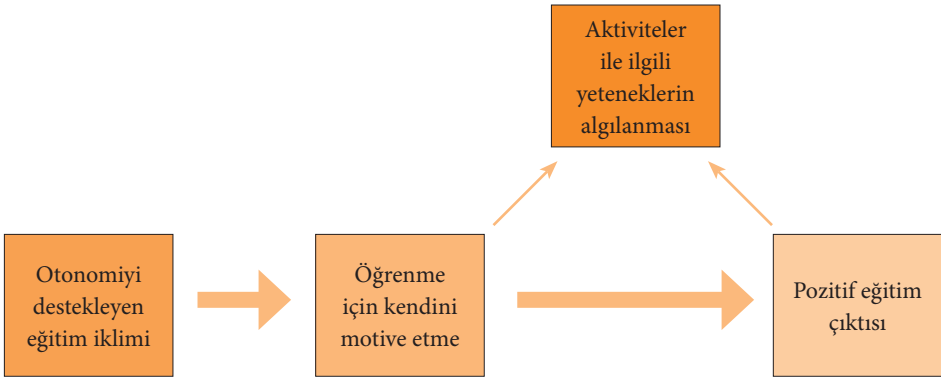 Aktiviteler
ile ilgili
yeteneklerin
algılanması
Otonomiyi
destekleyen
eğitim iklimi
Öğrenme
için kendini
motive etme
Pozitif eğitim
çıktısı